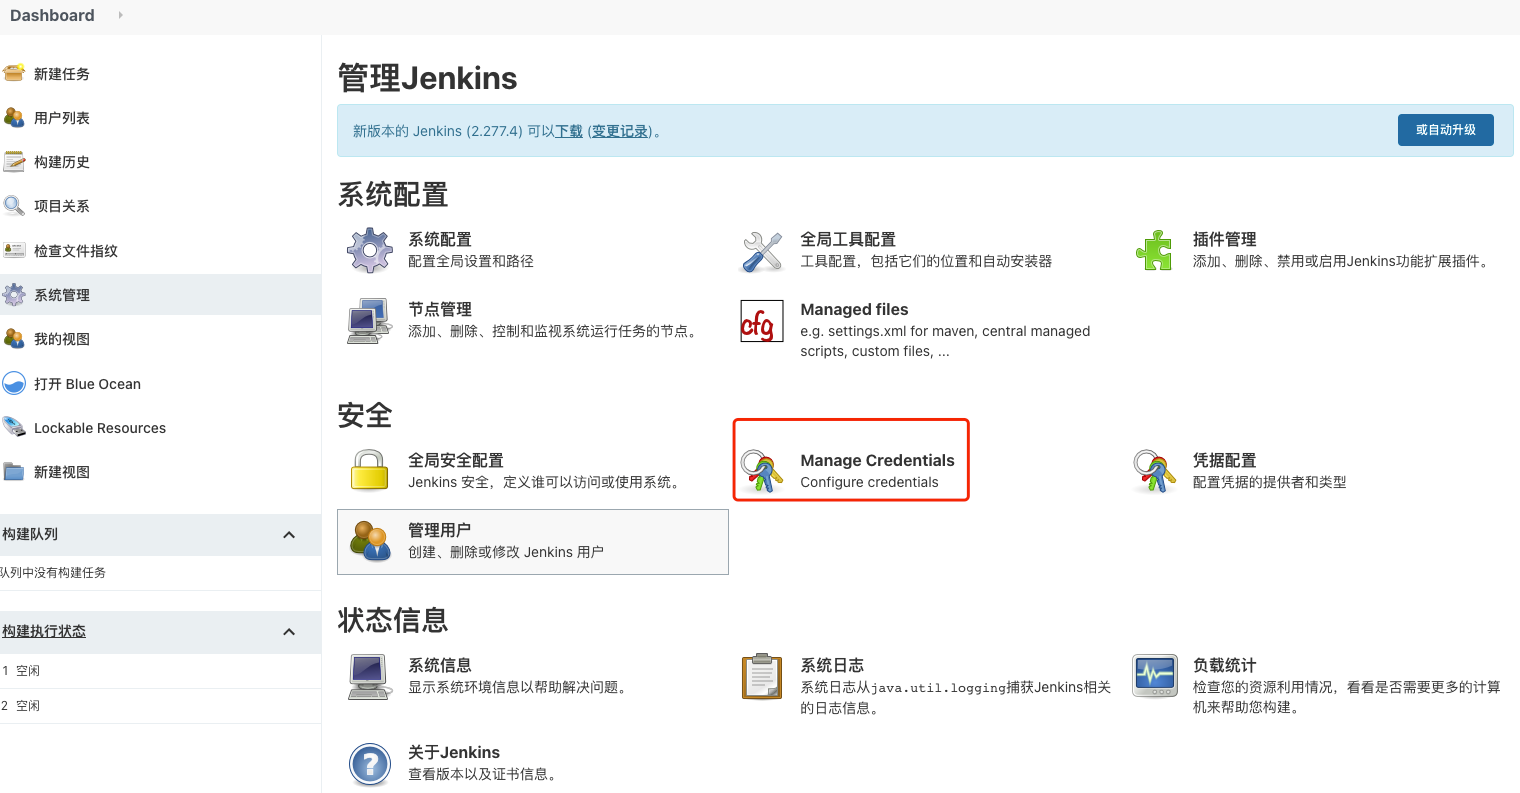 Dashboard
新建任务
用户列表
构建历史
项目关系
检查文件指纹
系统管理
我的视图
打开 Blue Ocean
Lockable Resources
新建视图
构建队列
队列中没有构建任务
构建执行状态
1 空闲
2 空闲
管理Jenkins
新版本的 Jenkins (2.277.4) 可以下载 (变更记录)。
或自动升级
系统配置
系统配置
配置全局设置和路径
全局工具配置
工具配置，包括它们的位置和自动安装器
插件管理
添加、删除、禁用或启用Jenkins功能扩展插件。
节点管理
添加、删除、控制和监视系统运行任务的节点。
cfg
Managed files
e.g. settings.xml for maven, central managed
scripts, custom files, ...
安全
全局安全配置
Jenkins 安全，定义谁可以访问或使用系统。
Manage Credentials
Configure credentials
凭据配置
配置凭据的提供者和类型
管理用户
创建、删除或修改 Jenkins 用户
状态信息
系统信息
显示系统环境信息以帮助解决问题。
系统日志
系统日志从java.util.logging捕获Jenkins相关
的日志信息。
负载统计
检查您的资源利用情况，看看是否需要更多的计算
机来帮助您构建。
?
关于Jenkins
查看版本以及证书信息。